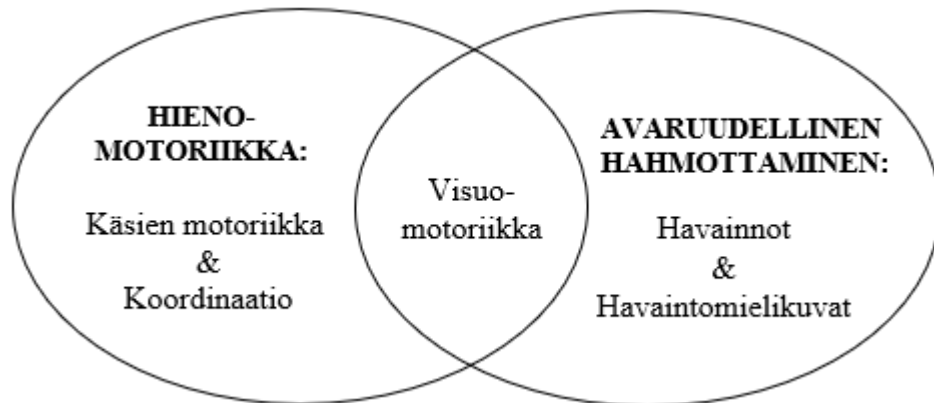 HIENO-
MOTORIIKKA:
Käsien motoriikka
&
Koordinaatio
Visuo-
motoriikka
AVARUUDELLINEN
HAHMOTTAMINEN:
Havainnot
&
Havaintomielikuvat